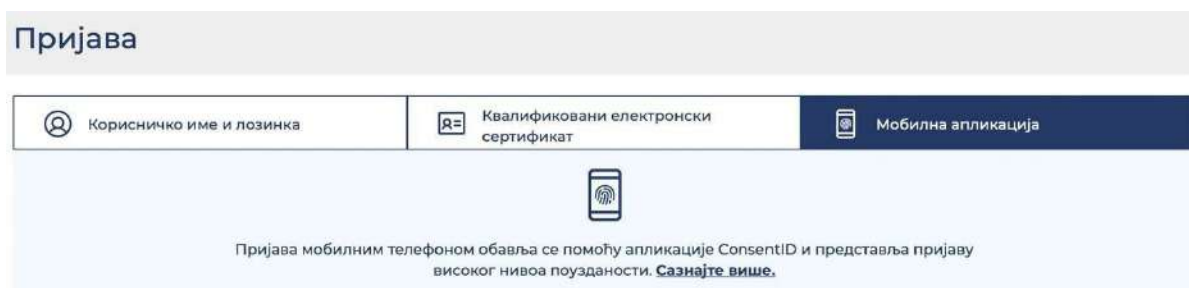 Пријава
Корисничко име и лозинка
Квалификовани електронски
сертификат
Мобилна апликација
Пријава мобилним телефоном обавља се помоћу апликације ConsentID и представља пријаву
високог нивоа поузданости. Сазнајте више.